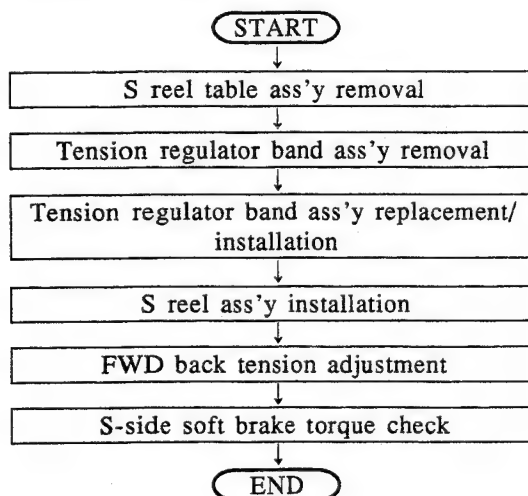 START
S reel table ass'y removal
Tension regulator band ass'y removal
Tension regulator band ass'y replacement/
installation
S reel ass'y installation
FWD back tension adjustment
S-side soft brake torque check
END